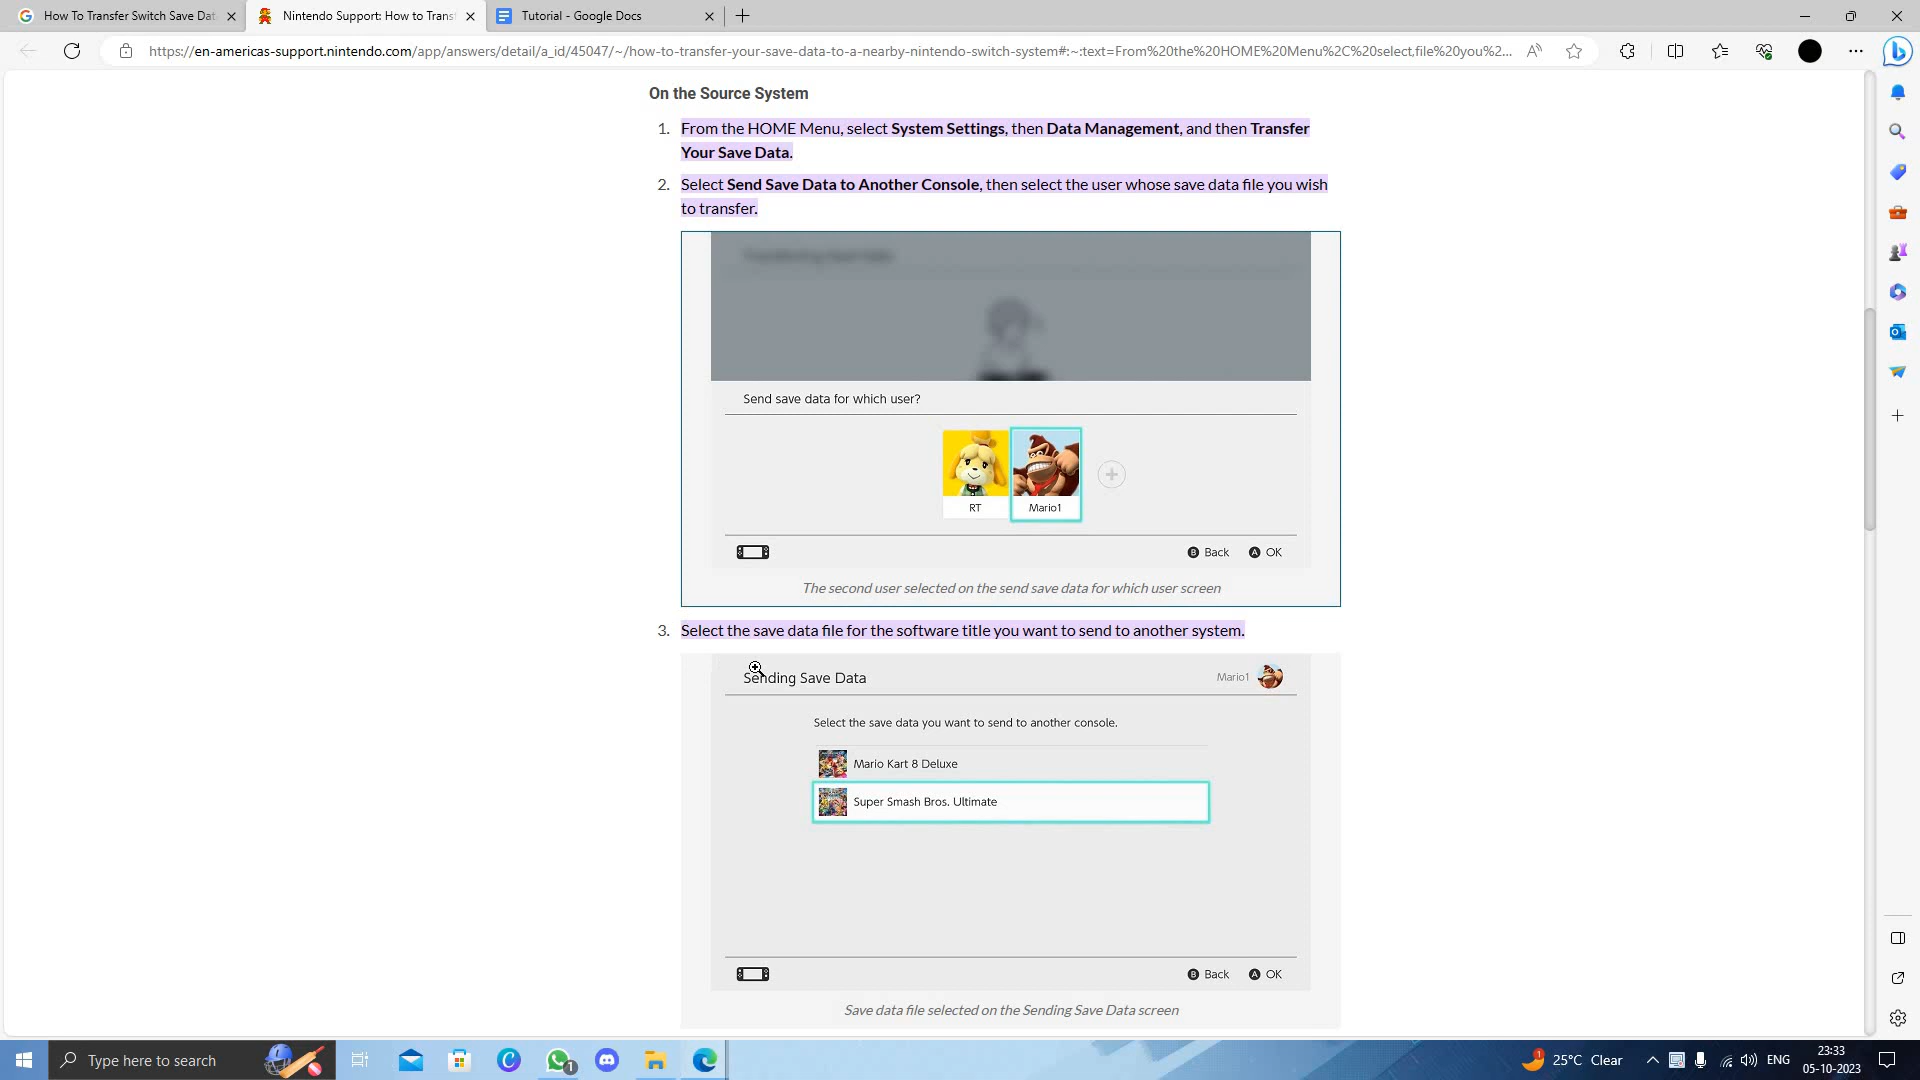 How To Transfer Switch Save Dat
Nintendo Support: How to Transf
Tutorial - Google Docs
https://en-americas-support.nintendo.com/app/answers/detail/a_id/45047/~/how-to-transfer-your-save-data-to-a-nearby-nintendo-switch-system#:~:text=From%20the%20HOME%20Menu%2C%20select,file%20you%2...
On the Source System
1. From the HOME Menu, select System Settings, then Data Management, and then Transfer
Your Save Data.
2. Select Send Save Data to Another Console, then select the user whose save data file you wish
to transfer.
Send save data for which user?
RT
Mario1
B Back A OK
The second user selected on the send save data for which user screen
3. Select the save data file for the software title you want to send to another system.
Sending Save Data
Mario1
Select the save data you want to send to another console.
Mario Kart 8 Deluxe
Super Smash Bros. Ultimate
B Back A OK
Save data file selected on the Sending Save Data screen
Type here to search
1
1
25°C Clear
ENG
23:33
05-10-2023